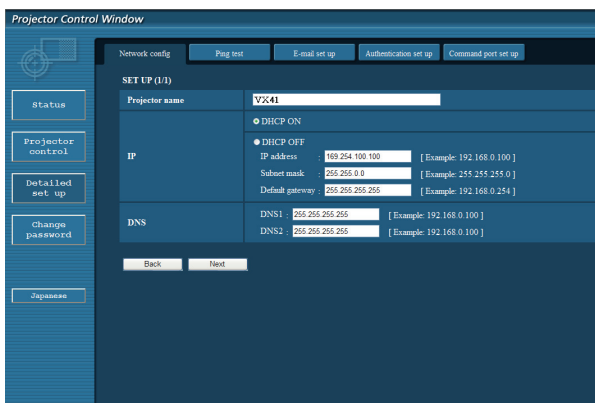 Projector Control Window
Network config Ping test E-mail set up Authentication set up Command port set up
SET UP (1/1)
Projector name VX41
DHCP ON
IP
DHCP OFF
IP address : 169.254.100.100 [ Example: 192.168.0.100 ]
Subnet mask : 255.255.0.0 [ Example: 255.255.255.0 ]
Default gateway : 255.255.255.255 [ Example: 192.168.0.254 ]
DNS
DNS1 : 255.255.255.255 [ Example: 192.168.0.100 ]
DNS2 : 255.255.255.255 [ Example: 192.168.0.100 ]
Back Next
Status
Projector
control
Detailed
set up
Change
password
Japanese